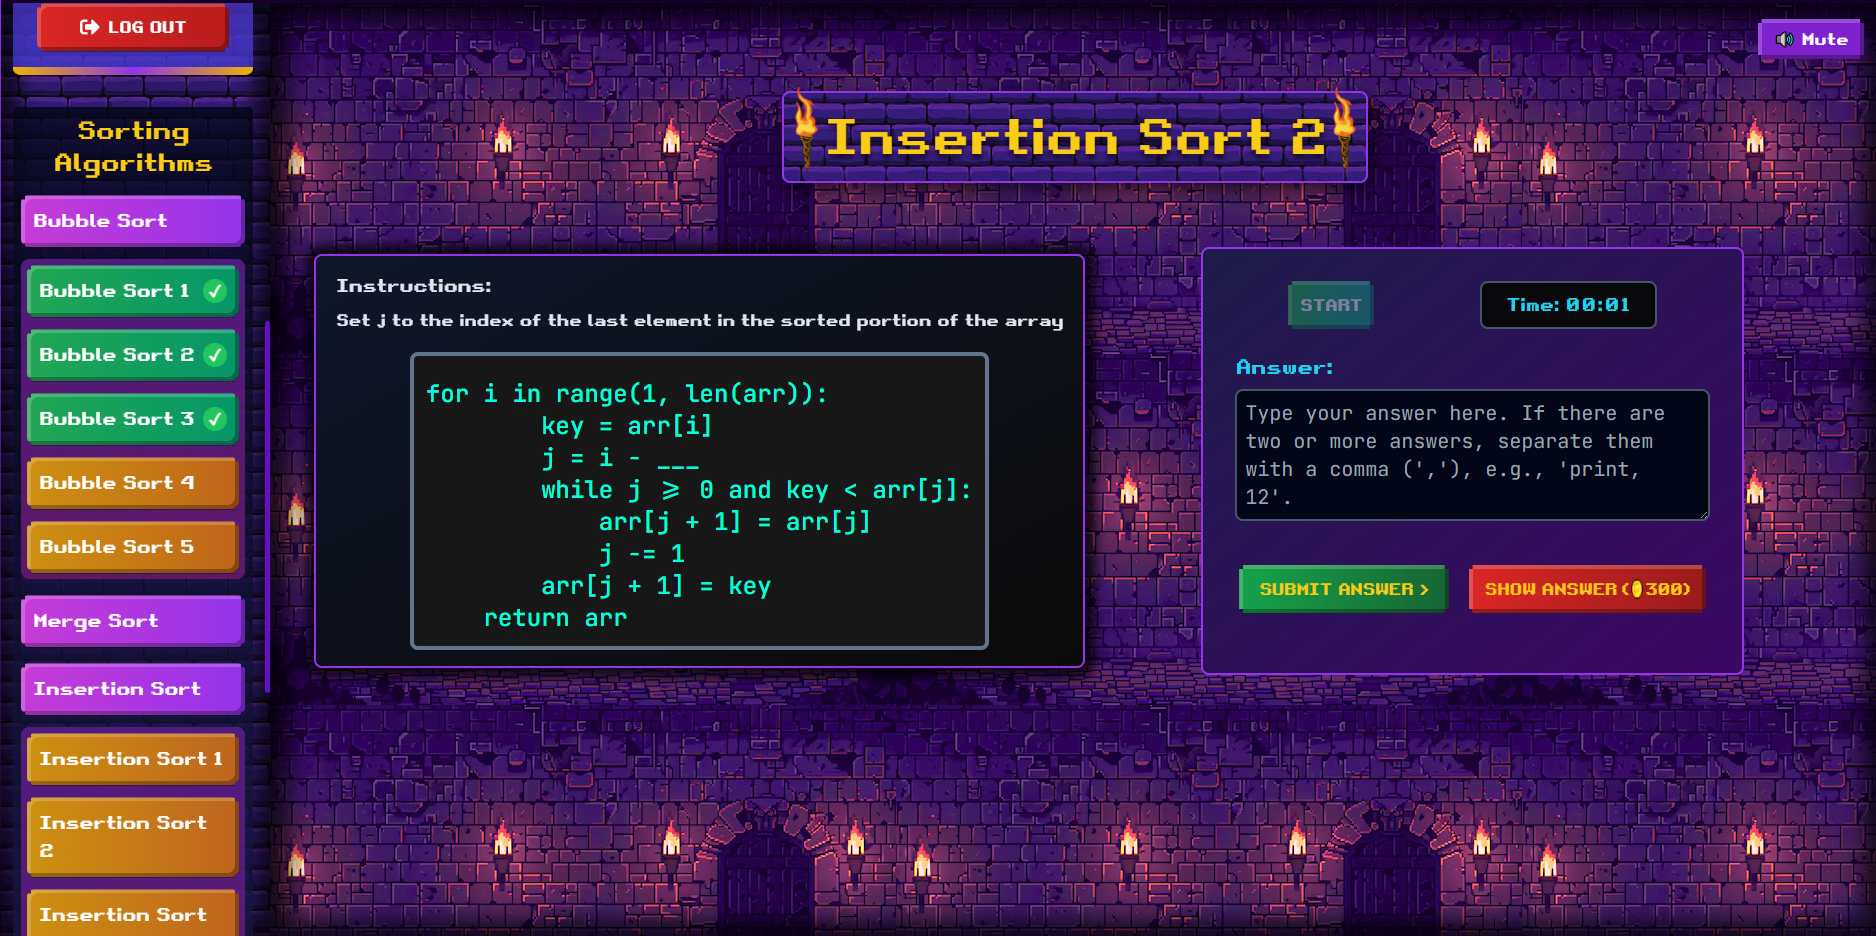 LOG OUT
Mute
Sorting
Algorithms
Bubble Sort
Bubble Sort 1
Bubble Sort 2
Bubble Sort 3
Bubble Sort 4
Bubble Sort 5
Merge Sort
Insertion Sort
Insertion Sort 1
Insertion Sort
2
Insertion Sort
Insertion Sort 2
Instructions:
Set j to the index of the last element in the sorted portion of the array
for i in range(1, len(arr)):
key = arr[i]
j = i - ___
while j >= 0 and key < arr[j]:
arr[j + 1] = arr[j]
j -= 1
arr[j + 1] = key
return arr
START
Time: 00:01
Answer:
Type your answer here. If there are
two or more answers, separate them
with a comma (','), e.g., 'print,
12'.
SUBMIT ANSWER >
SHOW ANSWER (300)